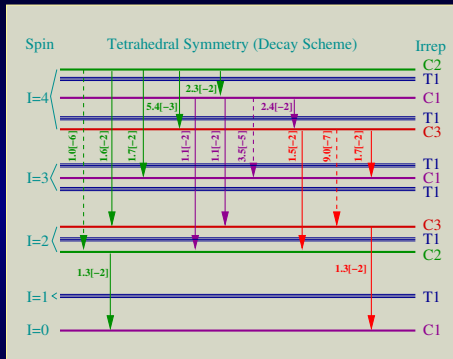 Spin Tetrahedral Symmetry (Decay Scheme) Irrep
C2
T1
2.3[-2]
C1
I=4
5.4[-3] 2.4[-2]
T1
C3
1.0[-6] 1.6[-2] 1.7[-2] 1.1[-2] 1.1[-2] 3.5[-5] 1.5[-2] 9.0[-7] 1.7[-2]
T1
I=3 C1
T1
C3
I=2 T1
C2
1.3[-2] 1.3[-2]
I=1 T1
I=0 C1